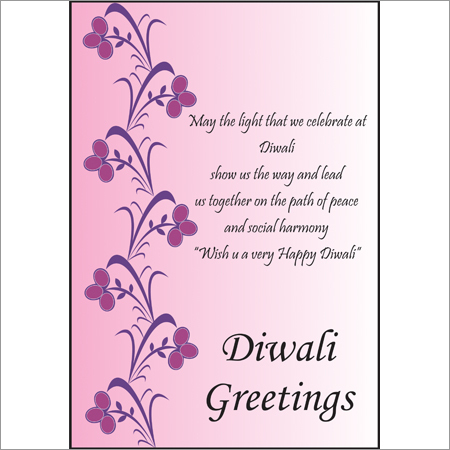 May the light that we celebrate at
Diwali
show us the way and lead
us together on the path of peace
and social harmony
"Wish u a very Happy Diwali"
Diwali
Greetings